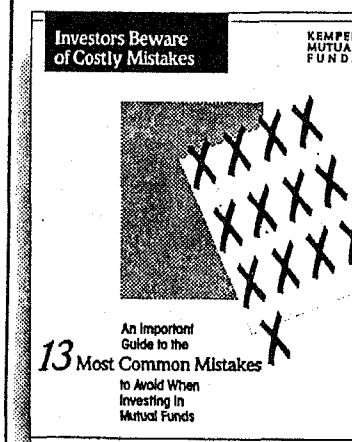 Investors Beware
of Costly Mistakes
KEMPE
MUTUA
FUND
An Important
Guide to the
13 Most Common Mistakes
to Avoid When
Investing in
Mutual Funds